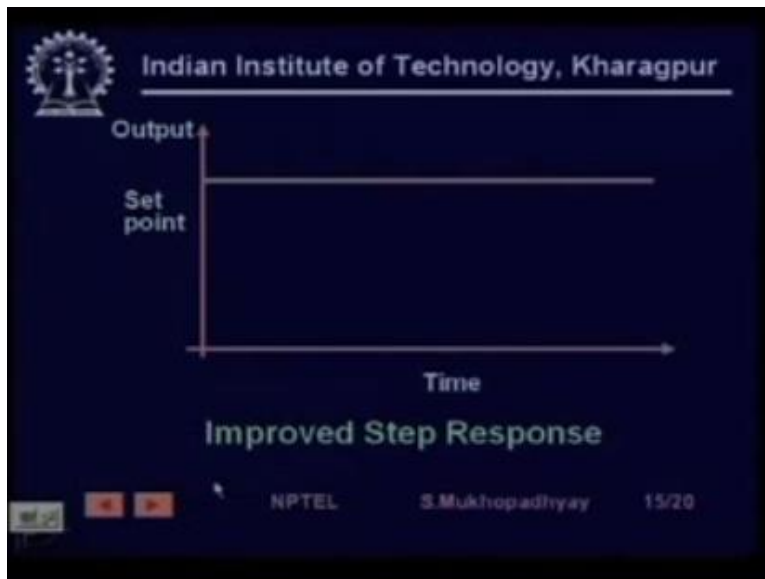 Indian Institute of Technology, Kharagpur
Output
Set
point
Time
Improved Step Response
NPTEL S.Mukhopadhyay 15/20